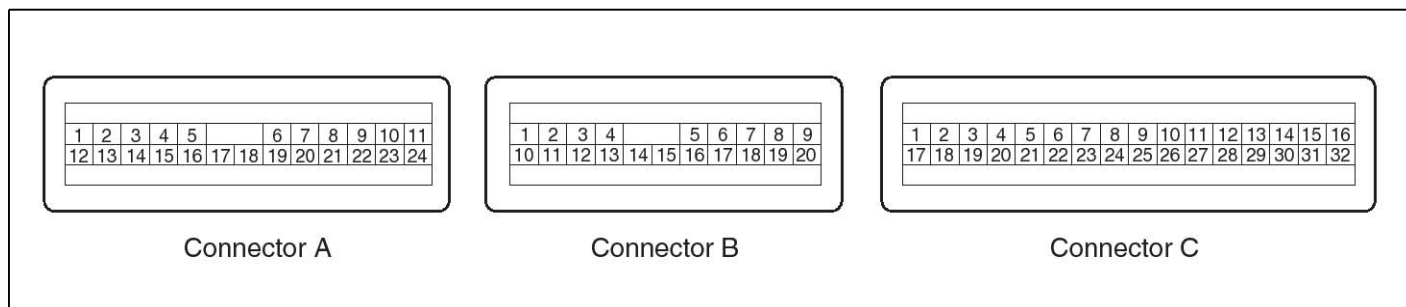 1 2 3 4 5 6 7 8 9 10 11
12 13 14 15 16 17 18 19 20 21 22 23 24
Connector A
1 2 3 4 5 6 7 8 9
10 11 12 13 14 15 16 17 18 19 20
Connector B
1 2 3 4 5 6 7 8 9 10 11 12 13 14 15 16
17 18 19 20 21 22 23 24 25 26 27 28 29 30 31 32
Connector C